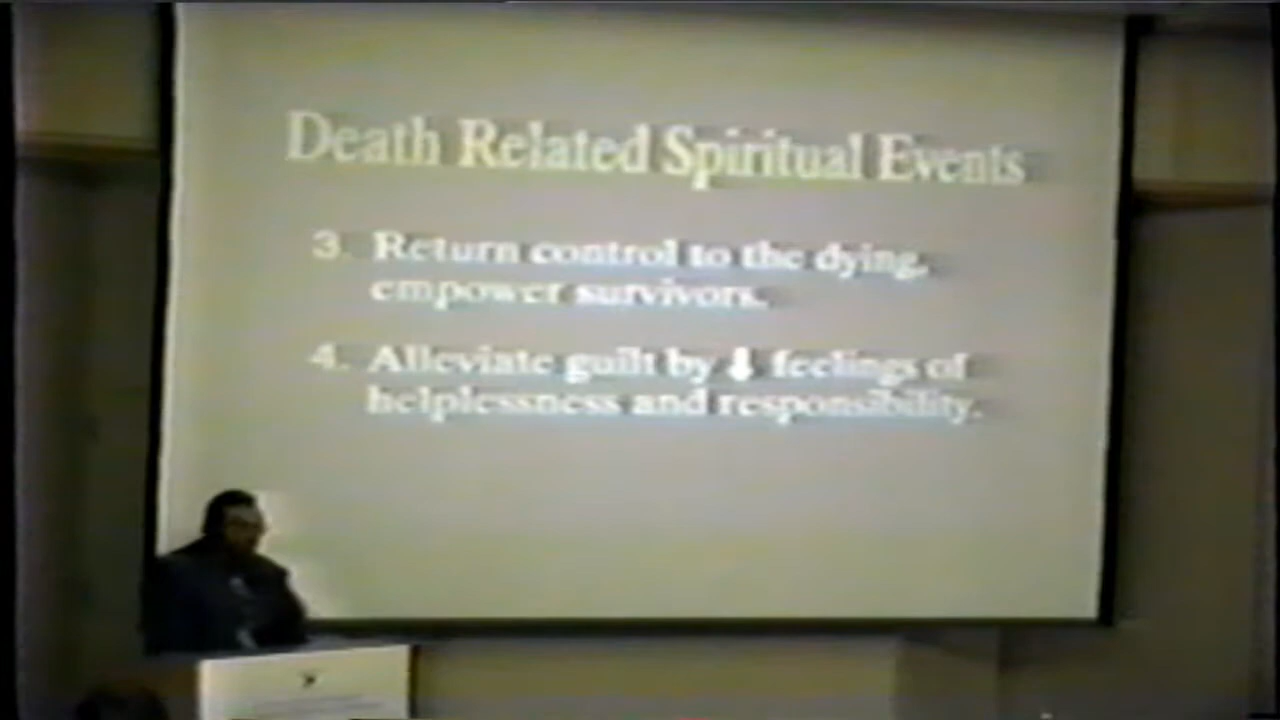 Death Related Spiritual Events
3. Return control to the dying,
empower survivors.
4. Alleviate guilt by ⬇ feelings of
helplessness and responsibility.